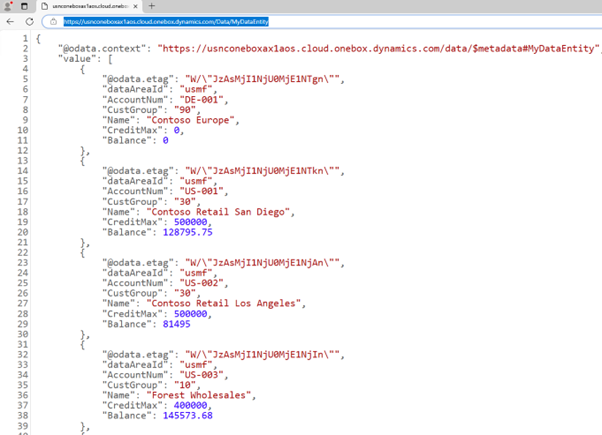 usnconeboxax1aos.cloud.onebox.d
https://usnconeboxax1aos.cloud.onebox.dynamics.com/Data/MyDataEntity
1 {
2 "@odata.context": "https://usnconeboxax1aos.cloud.onebox.dynamics.com/data/$metadata#MyDataEntity",
3 "value": [
4 {
5 "@odata.etag": "W/\"JzAsMjI1NjU0MjE1NTgn\"",
6 "dataAreaId": "usmf",
7 "AccountNum": "DE-001",
8 "CustGroup": "90",
9 "Name": "Contoso Europe",
10 "CreditMax": 0,
11 "Balance": 0
12 },
13 {
14 "@odata.etag": "W/\"JzAsMjI1NjU0MjE1NTkn\"",
15 "dataAreaId": "usmf",
16 "AccountNum": "US-001",
17 "CustGroup": "30",
18 "Name": "Contoso Retail San Diego",
19 "CreditMax": 500000,
20 "Balance": 128795.75
21 },
22 {
23 "@odata.etag": "W/\"JzAsMjI1NjU0MjE1NjAn\"",
24 "dataAreaId": "usmf",
25 "AccountNum": "US-002",
26 "CustGroup": "30",
27 "Name": "Contoso Retail Los Angeles",
28 "CreditMax": 500000,
29 "Balance": 81495
30 },
31 {
32 "@odata.etag": "W/\"JzAsMjI1NjU0MjE1NjIn\"",
33 "dataAreaId": "usmf",
34 "AccountNum": "US-003",
35 "CustGroup": "10",
36 "Name": "Forest Wholesales",
37 "CreditMax": 400000,
38 "Balance": 145573.68
39 },